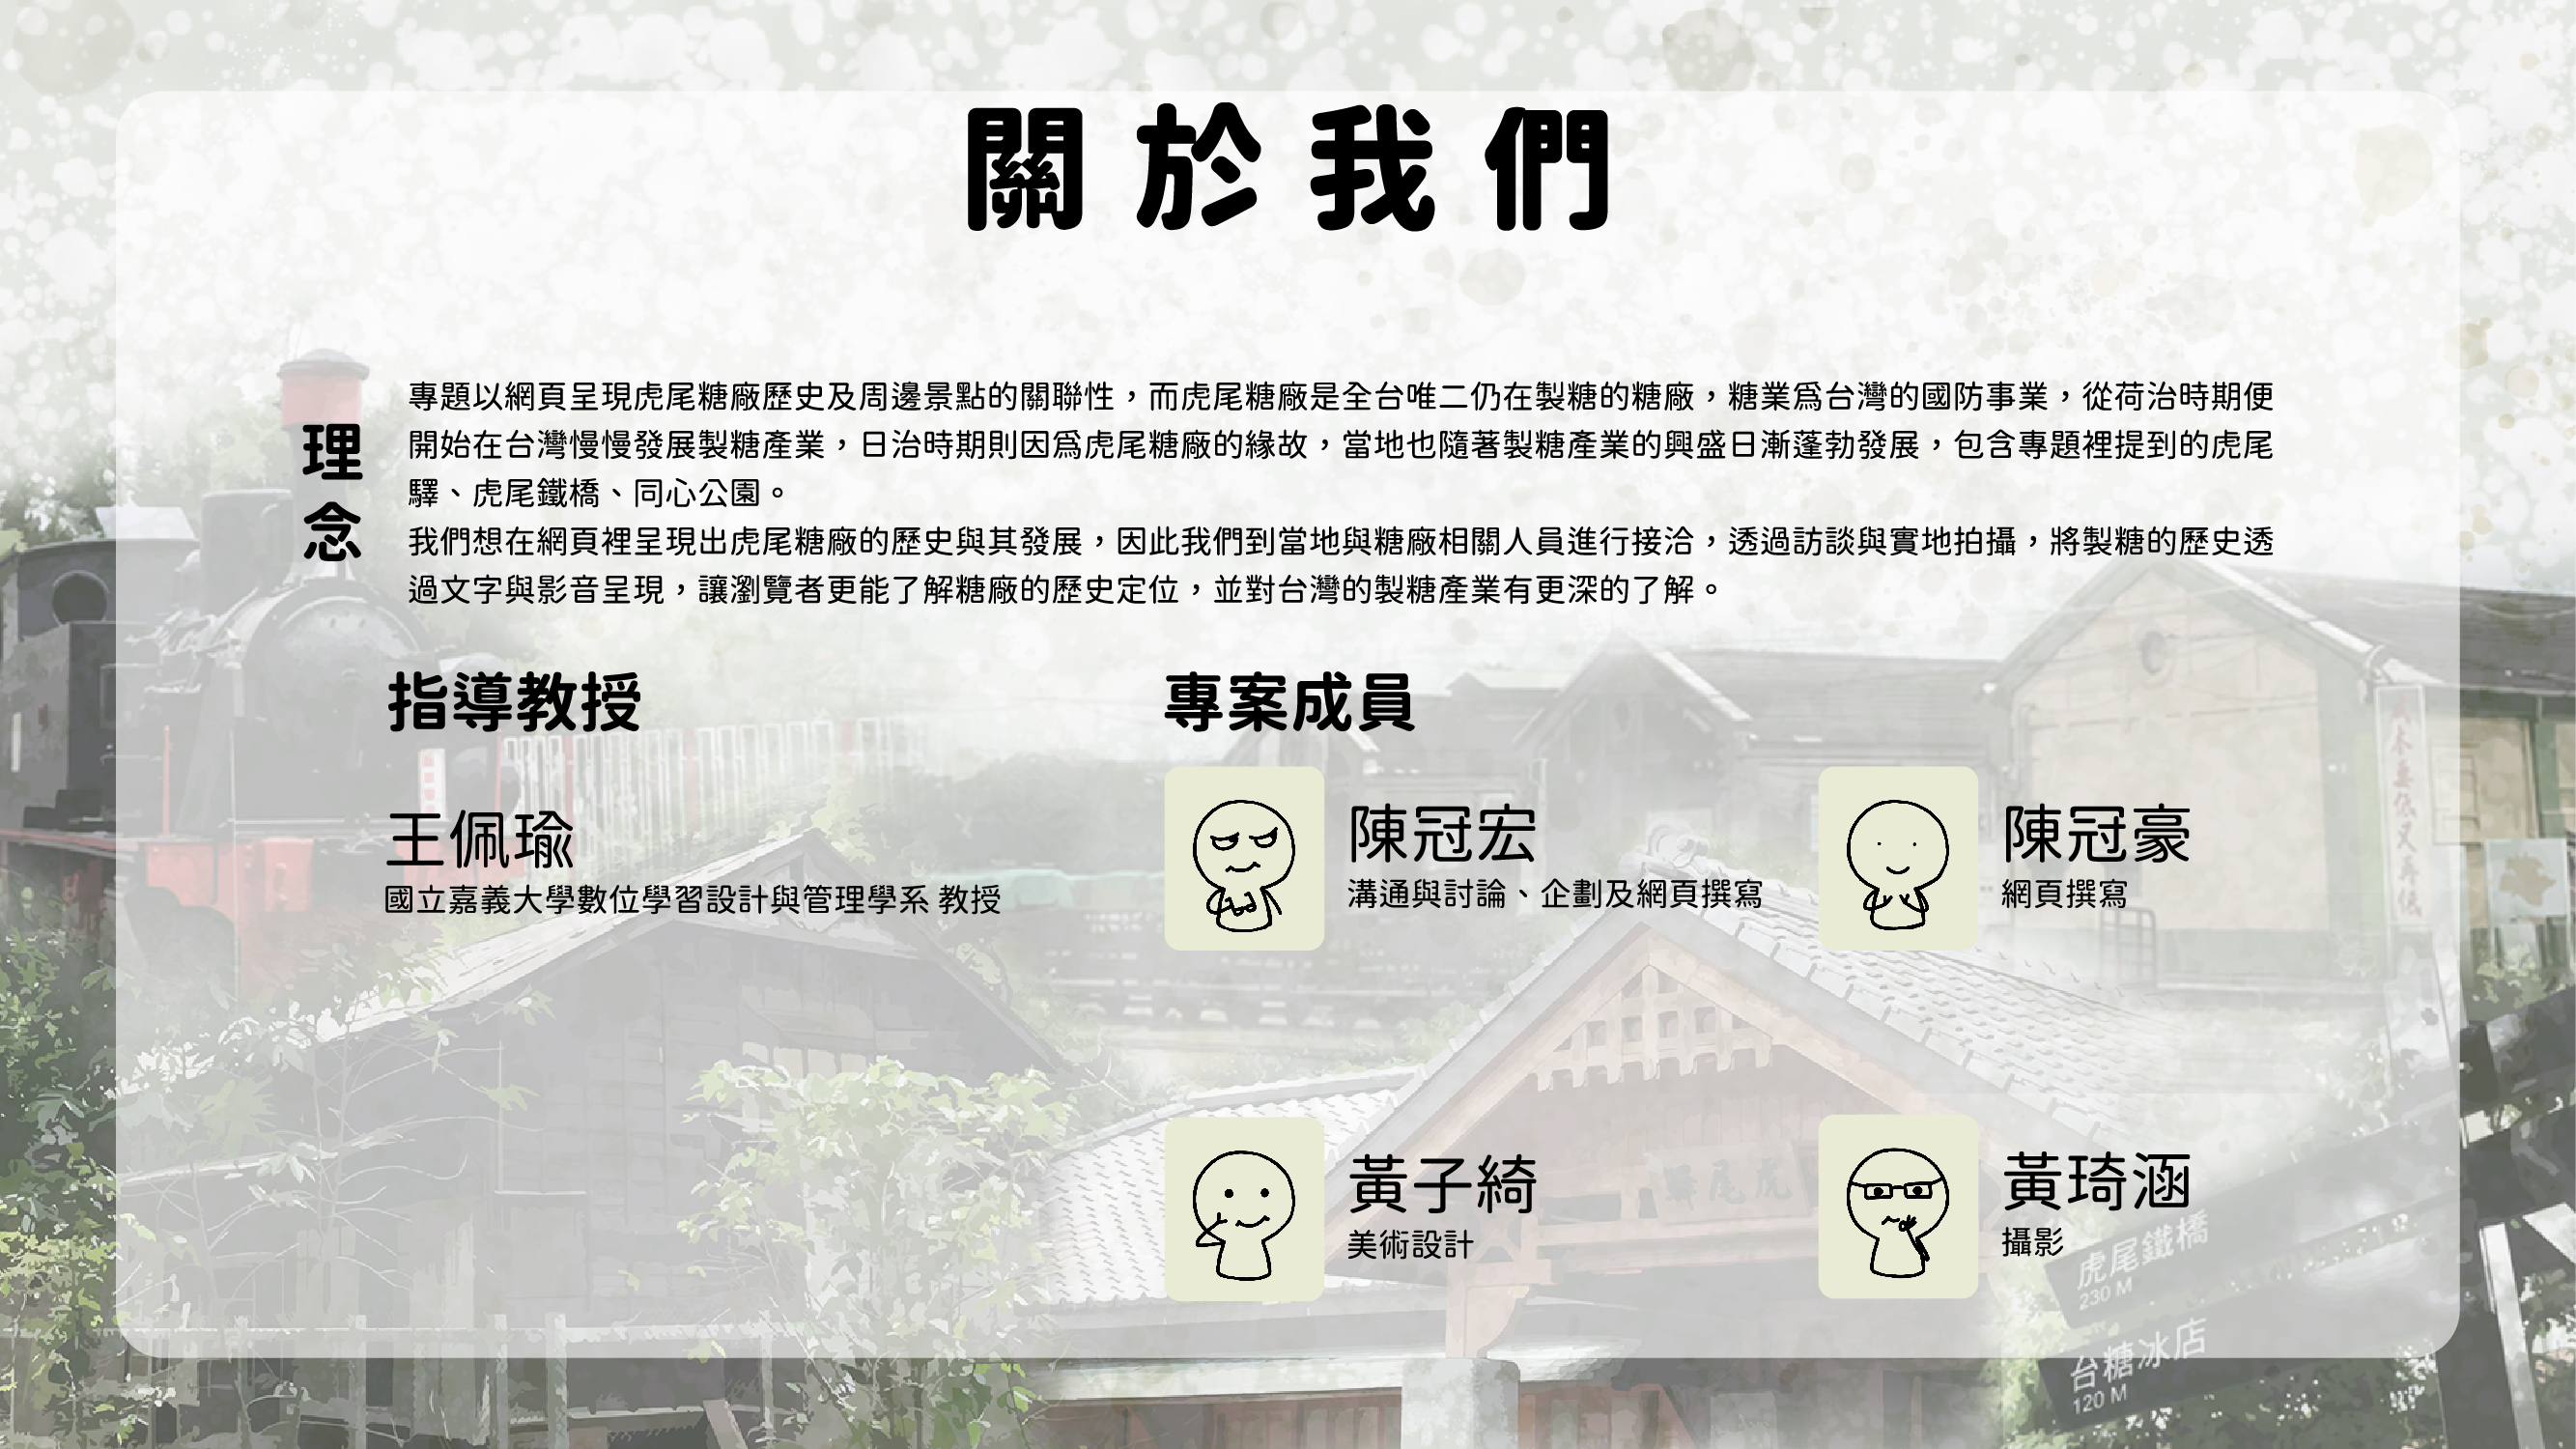 關於我們
理念
專題以網頁呈現虎尾糖廠歷史及周邊景點的關聯性，而虎尾糖廠是全台唯二仍在製糖的糖廠，糖業為台灣的國防事業，從荷治時期便
開始在台灣慢慢發展製糖產業，日治時期則因為虎尾糖廠的緣故，當地也隨著製糖產業的興盛日漸蓬勃發展，包含專題裡提到的虎尾
驛、虎尾鐵橋、同心公園。
我們想在網頁裡呈現出虎尾糖廠的歷史與其發展，因此我們到當地與糖廠相關人員進行接洽，透過訪談與實地拍攝，將製糖的歷史透
過文字與影音呈現，讓瀏覽者更能了解糖廠的歷史定位，並對台灣的製糖產業有更深的了解。
指導教授
王佩瑜
國立嘉義大學數位學習設計與管理學系 教授
專案成員
陳冠宏
溝通與討論、企劃及網頁撰寫
陳冠豪
網頁撰寫
黃子綺
美術設計
黃琦涵
攝影
驛尾虎
虎尾鐵橋
230 M
台糖冰店
120 M